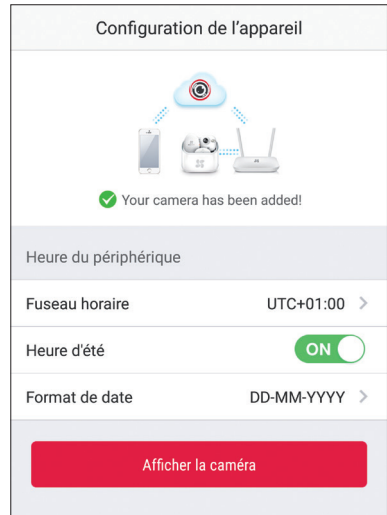 Configuration de l’appareil
Your camera has been added!
Heure du périphérique
Fuseau horaire UTC+01:00
Heure d'été ON
Format de date DD-MM-YYYY
Afficher la caméra